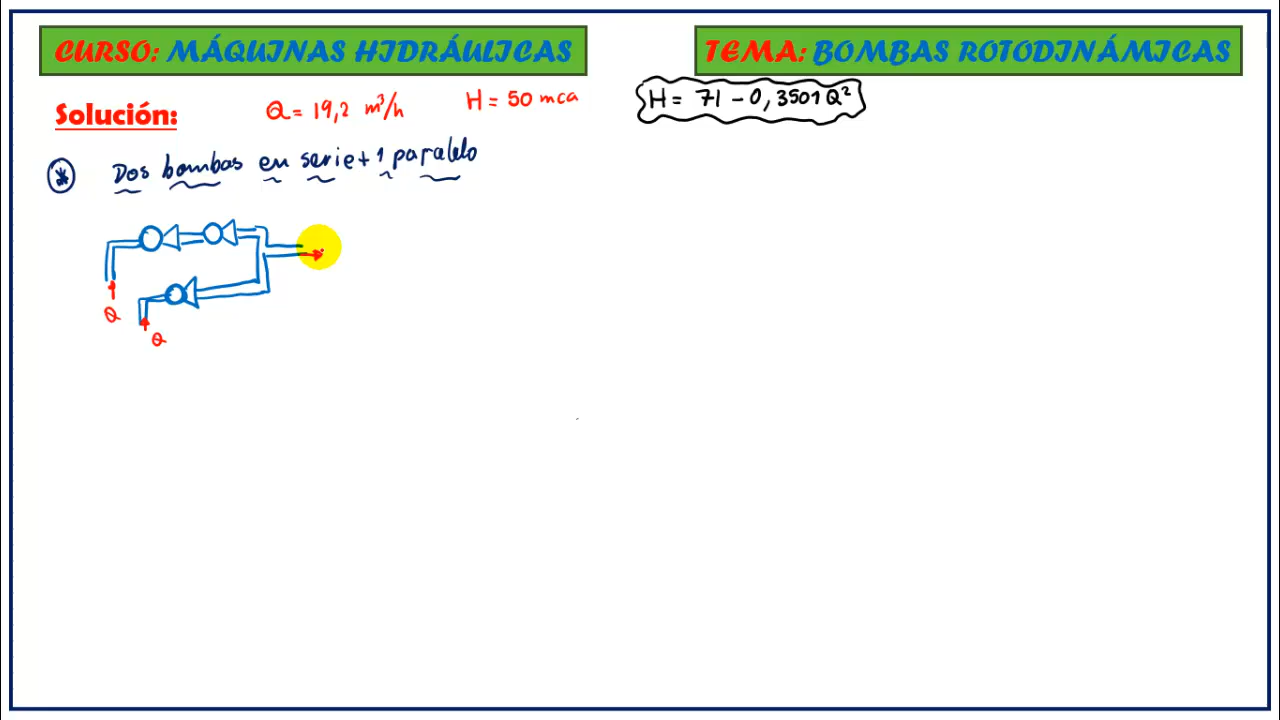 CURSO: MÁQUINAS HIDRÁULICAS
TEMA: BOMBAS ROTODINÁMICAS
Solución:
Q = 19,2 m³/h
H = 50 mca
H = 71 - 0,3501 Q²
* Dos bombas en serie + 1 paralelo
Q
Q